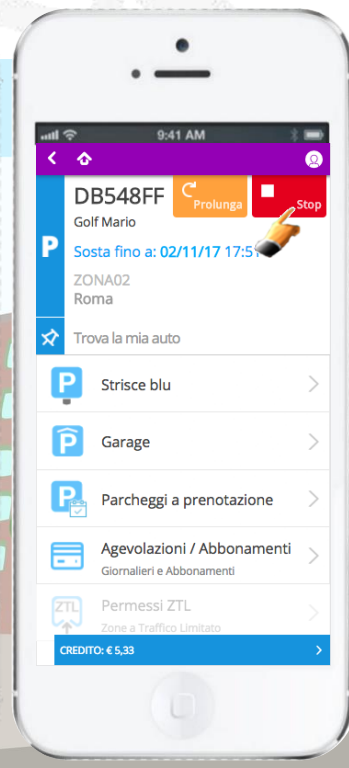 9:41 AM
DB548FF
Prolunga
Stop
Golf Mario
P
Sosta fino a: 02/11/17 17:51
ZONA02
Roma
Trova la mia auto
P Strisce blu
P Garage
P Parcheggi a prenotazione
Agevolazioni / Abbonamenti
Giornalieri e Abbonamenti
ZTL Permessi ZTL
Zone a Traffico Limitato
CREDITO: € 5,33